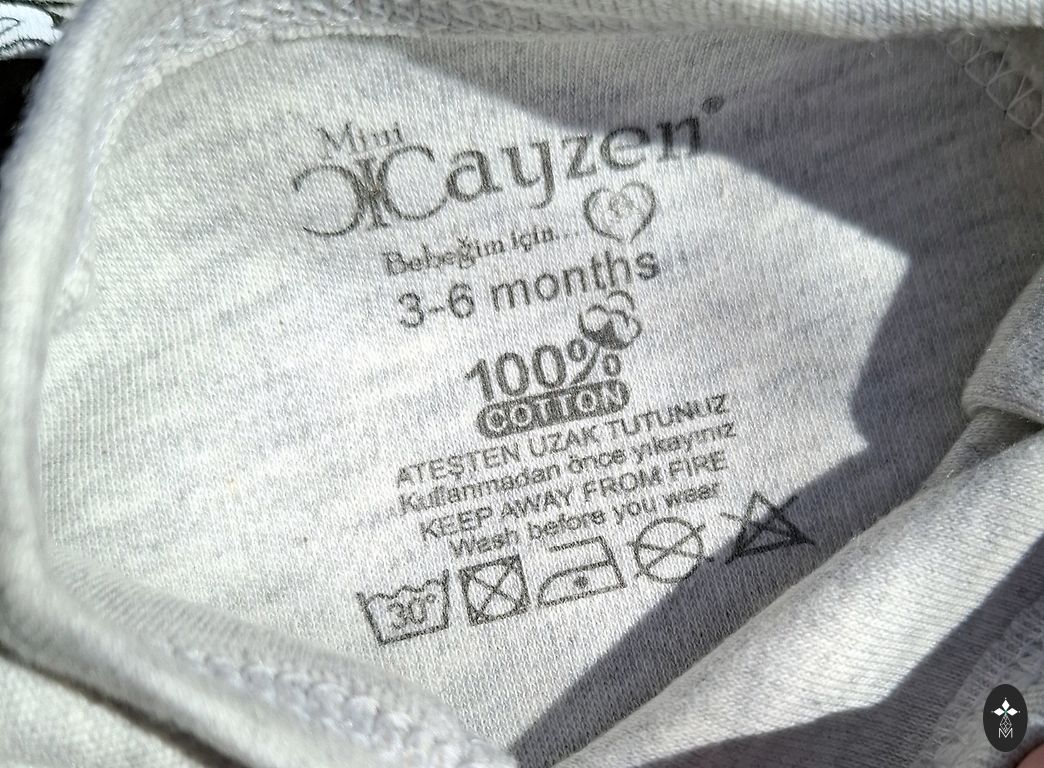 Mini
Cayzen
Bebeğim için...
3-6 months
100%
COTTON
ATEŞTEN UZAK TUTUNUZ
Kullanmadan önce yıkayınız
KEEP AWAY FROM FIRE
Wash before you wear
30°
M